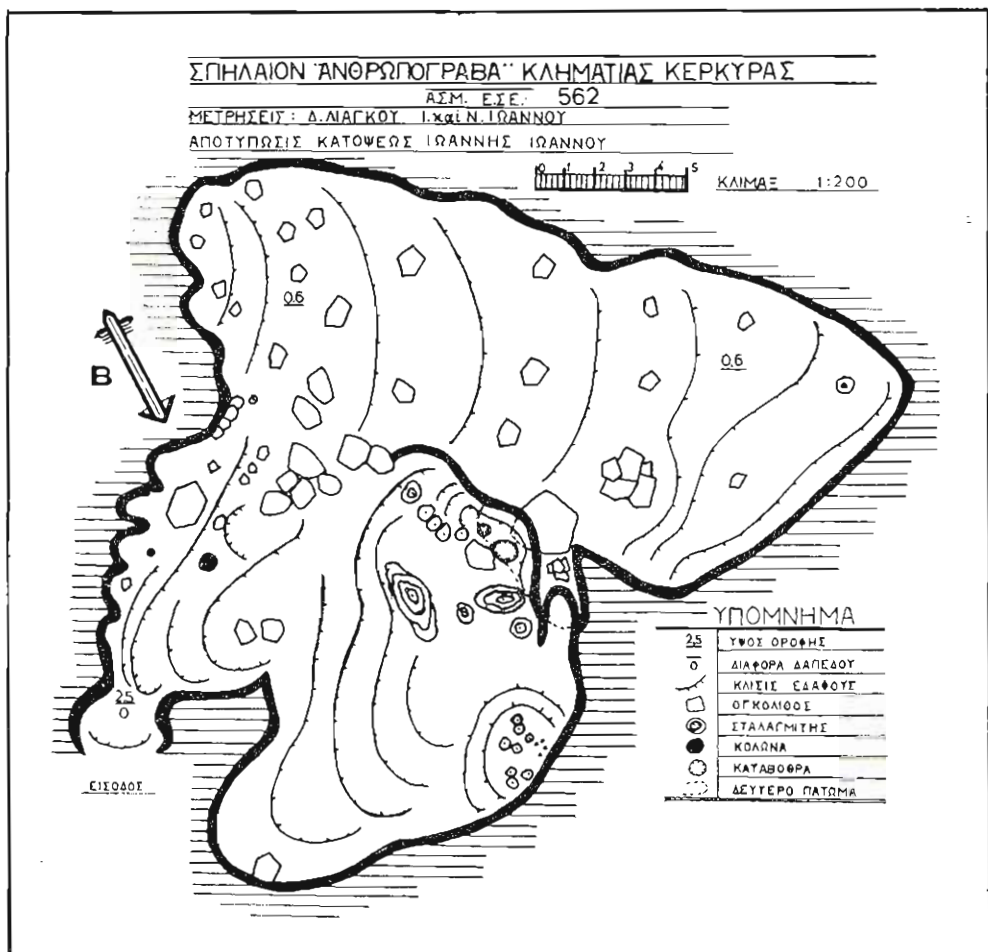 ΣΠΗΛΑΙΟΝ "ΑΝΘΡΩΠΟΓΡΑΒΑ" ΚΛΗΜΑΤΙΑΣ ΚΕΡΚΥΡΑΣ
ΑΣΜ. Ε.Σ.Ε.: 562
ΜΕΤΡΗΣΕΙΣ: Δ. ΛΙΑΓΚΟΥ Ι. καί Ν. ΙΩΑΝΝΟΥ
ΑΠΟΤΥΠΩΣΙΣ ΚΑΤΟΨΕΩΣ ΙΩΑΝΝΗΣ ΙΩΑΝΝΟΥ
0 1 2 3 4 5
ΚΛΙΜΑΞ 1:200
0.6
0.6
Β
2.5
0
ΕΙΣΟΔΟΣ
ΥΠΟΜΝΗΜΑ
2.5 ΥΨΟΣ ΟΡΟΦΗΣ
0 ΔΙΑΦΟΡΑ ΔΑΠΕΔΟΥ
ΚΛΙΣΙΣ ΕΔΑΦΟΥΣ
ΟΓΚΟΛΙΘΟΣ
ΣΤΑΛΑΓΜΙΤΗΣ
ΚΟΛΩΝΑ
ΚΑΤΑΒΟΘΡΑ
ΔΕΥΤΕΡΟ ΠΑΤΩΜΑ